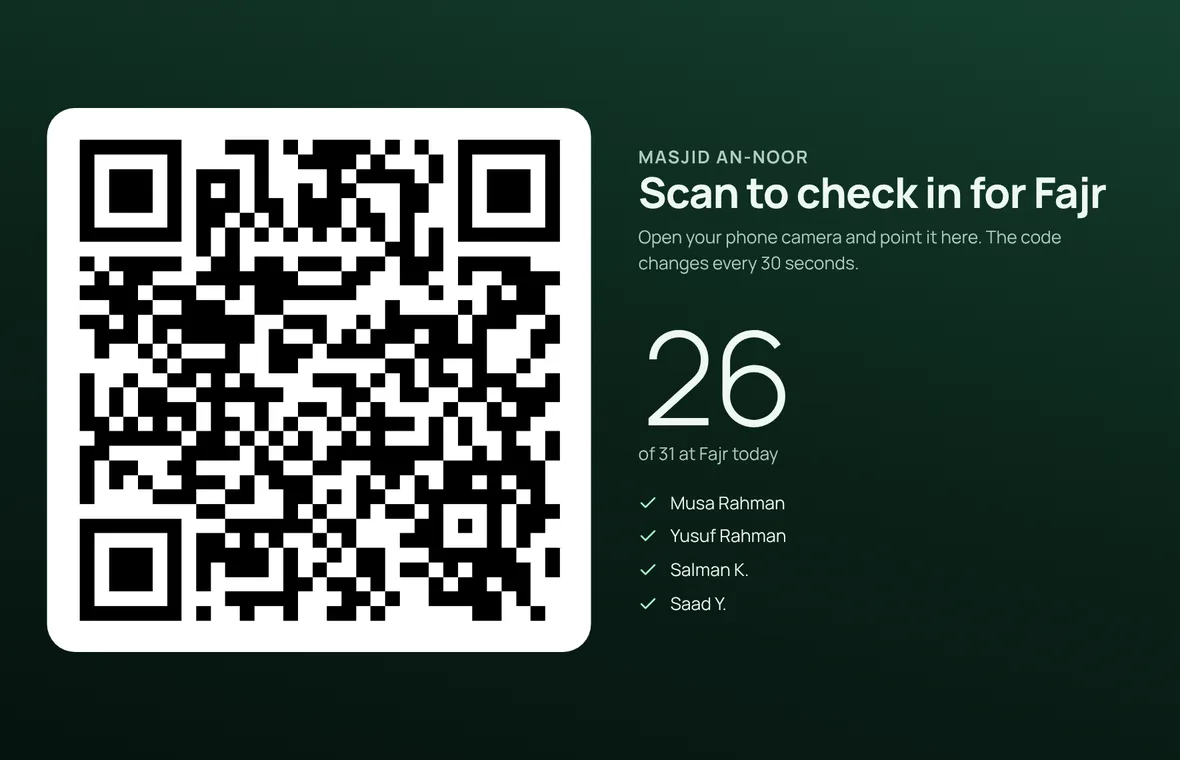 MASJID AN-NOOR
Scan to check in for Fajr
Open your phone camera and point it here. The code
changes every 30 seconds.
26
of 31 at Fajr today
Musa Rahman
Yusuf Rahman
Salman K.
Saad Y.